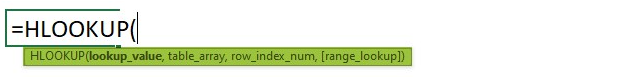 =HLOOKUP(
HLOOKUP(lookup_value, table_array, row_index_num, [range_lookup])